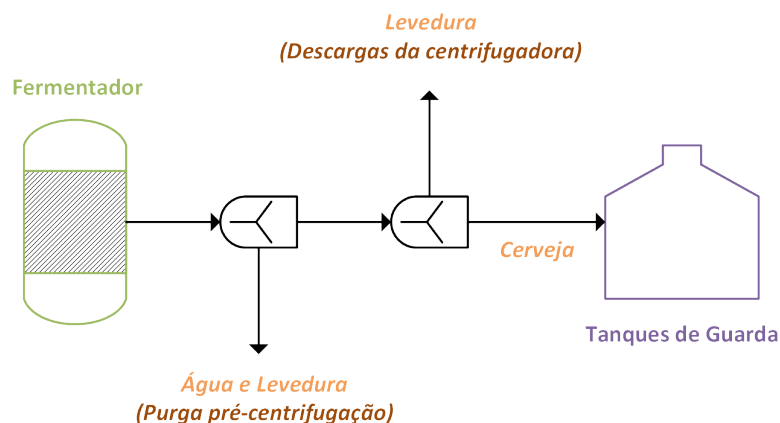 Levedura
(Descargas da centrifugadora)
Fermentador
Cerveja
Tanques de Guarda
Água e Levedura
(Purga pré-centrifugação)